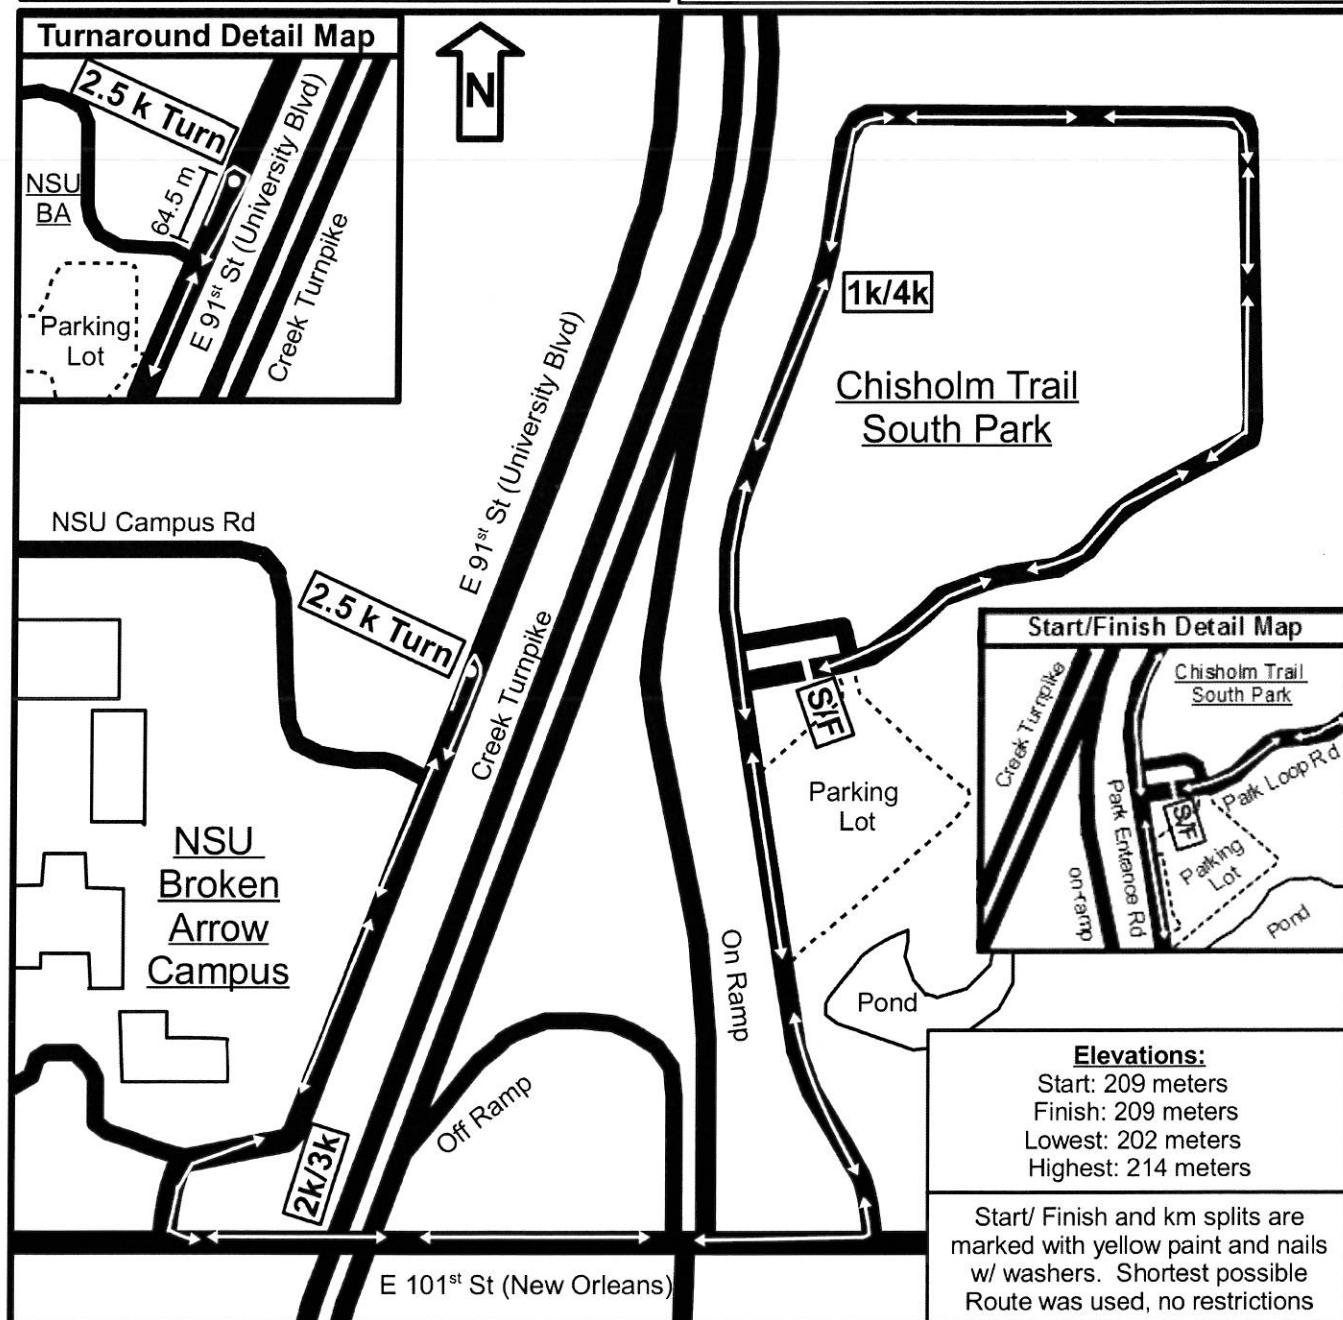 Turnaround Detail Map
2.5 k Turn
NSU
BA
64.5 m
E 91st St (University Blvd)
Creek Turnpike
Parking
Lot
N
1k/4k
Chisholm Trail
South Park
E 91st St (University Blvd)
NSU Campus Rd
2.5 k Turn
Creek Turnpike
S/F
Parking
Lot
Start/Finish Detail Map
Chisholm Trail
South Park
Creek Turnpike
Park Loop Rd
Park Entrance Rd
S/F
Parking
Lot
on-ramp
Pond
NSU
Broken
Arrow
Campus
On Ramp
Pond
Off Ramp
2k/3k
E 101st St (New Orleans)
Elevations:
Start: 209 meters
Finish: 209 meters
Lowest: 202 meters
Highest: 214 meters
Start/ Finish and km splits are
marked with yellow paint and nails
w/ washers. Shortest possible
Route was used, no restrictions